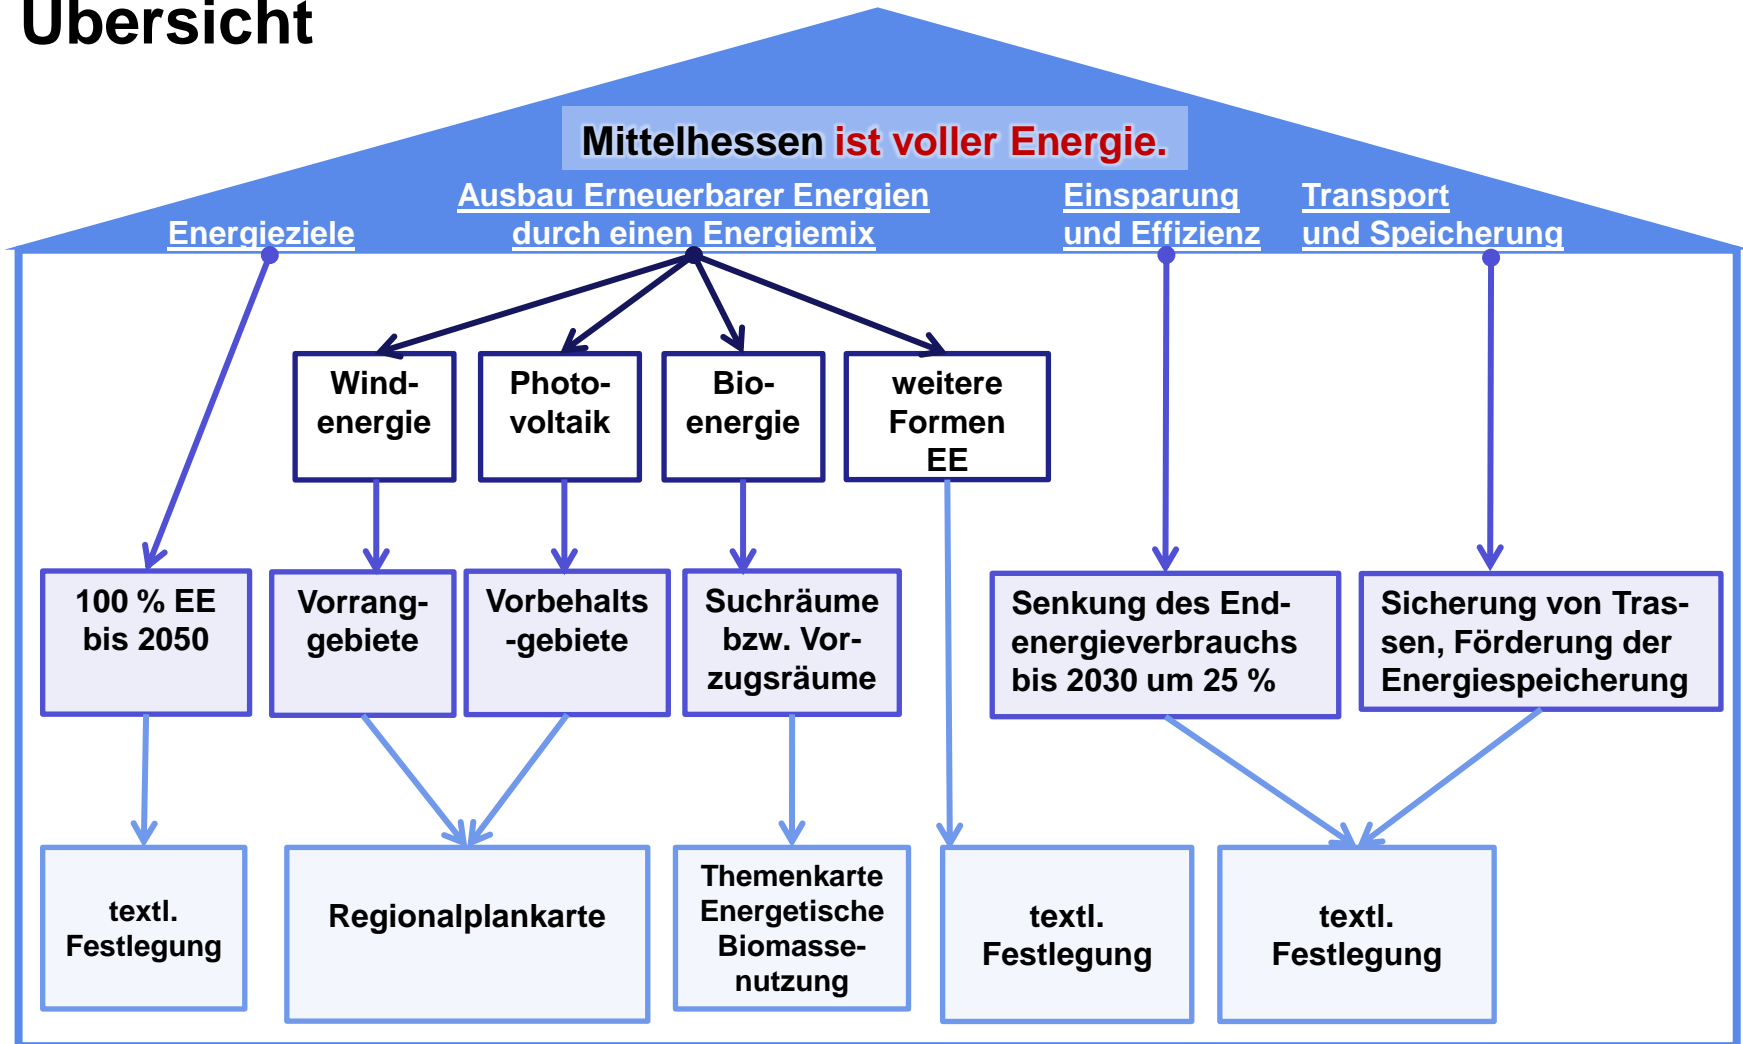 Übersicht
Mittelhessen ist voller Energie.
Energieziele
Ausbau Erneuerbarer Energien
durch einen Energiemix
Einsparung
und Effizienz
Transport
und Speicherung
Wind-
energie
Photo-
voltaik
Bio-
energie
weitere
Formen
EE
100 % EE
bis 2050
Vorrang-
gebiete
Vorbehalts
-gebiete
Suchräume
bzw. Vor-
zugsräume
Senkung des End-
energieverbrauchs
bis 2030 um 25 %
Sicherung von Tras-
sen, Förderung der
Energiespeicherung
textl.
Festlegung
Regionalplankarte
Themenkarte
Energetische
Biomasse-
nutzung
textl.
Festlegung
textl.
Festlegung